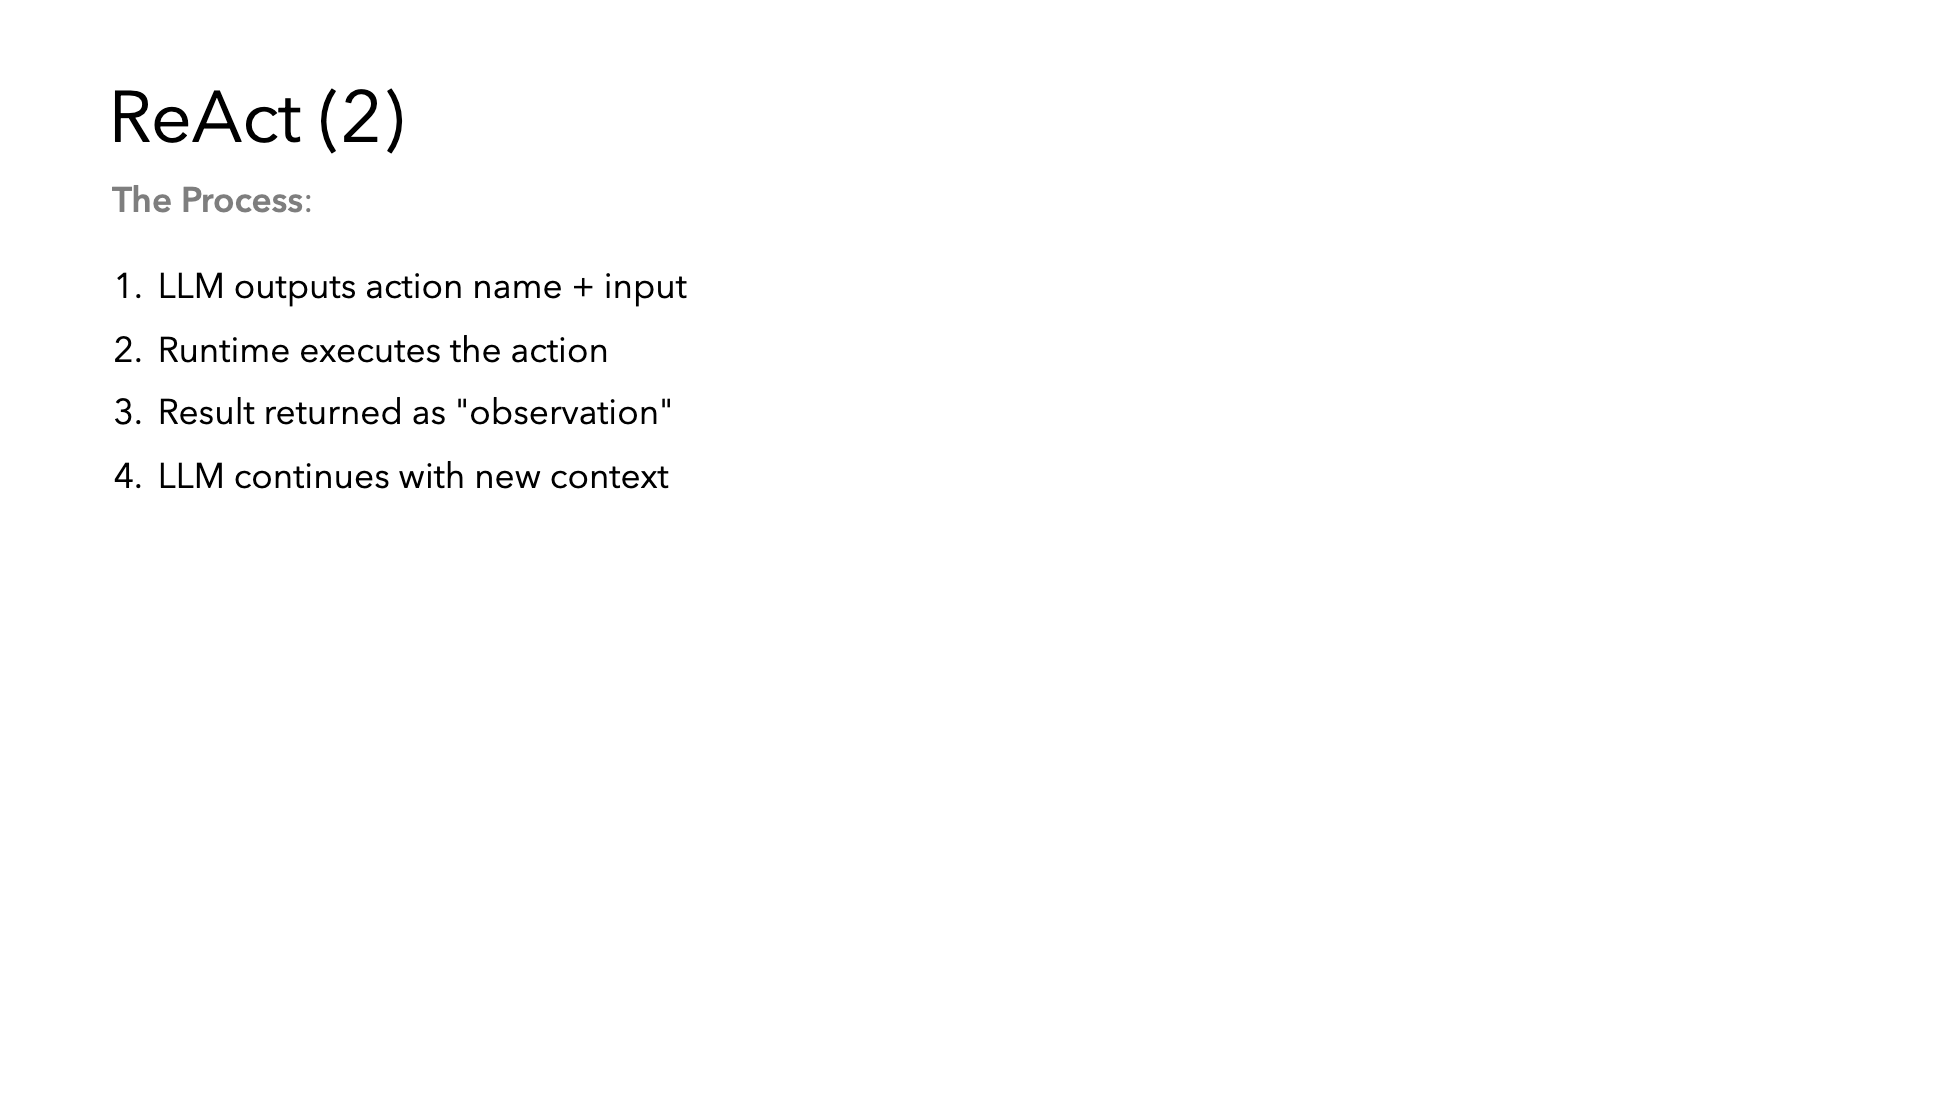 ReAct (2)
The Process:
1. LLM outputs action name + input
2. Runtime executes the action
3. Result returned as "observation"
4. LLM continues with new context